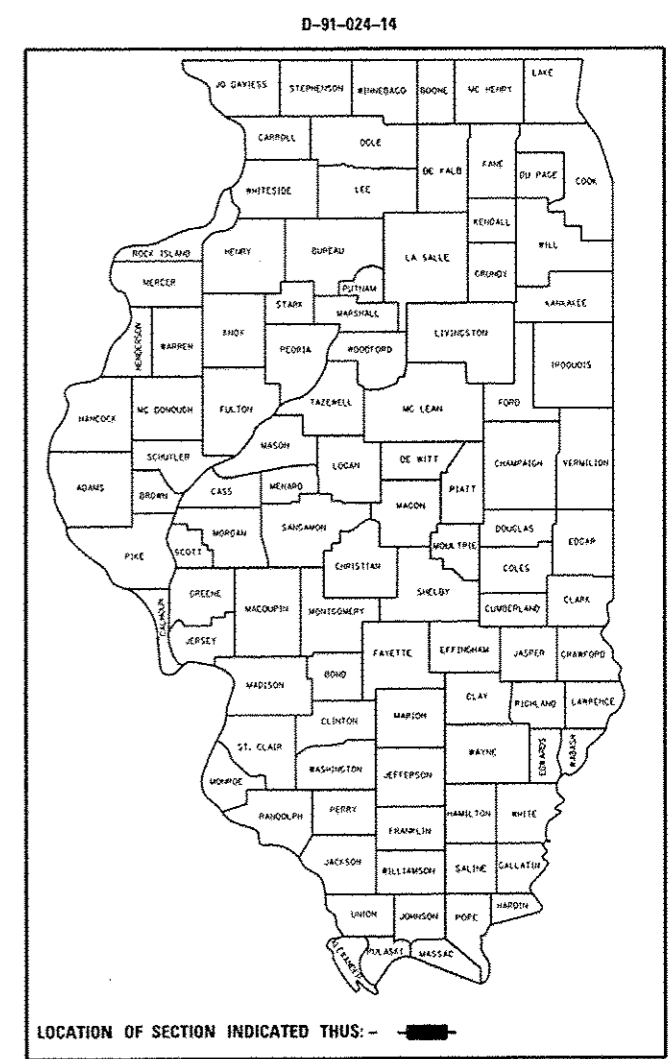 D-91-024-14
LAKE
JO DAVIESS STEPHENSON WINNEBAGO BOONE MC HENRY
CARROLL OGLE
DE KALB KANE DU PAGE COOK
WHITESIDE LEE
KENDALL
ROCK ISLAND HENRY BUREAU LA SALLE WILL
MERCER PUTNAM GRUNDY
STARK MARSHALL KANKAKEE
HENDERSON WARREN KNOX PEORIA WOODFORD LIVINGSTON
IROQUOIS
HANCOCK MC DONOUGH FULTON TAZEWELL MC LEAN FORD
MASON
SCHUYLER LOGAN DE WITT CHAMPAIGN VERMILION
ADAMS BROWN CASS MENARD PIATT
MACON
PIKE SCOTT MORGAN SANGAMON MOULTRIE DOUGLAS EDGAR
CHRISTIAN COLES
CALHOUN GREENE MACOUPIN MONTGOMERY SHELBY CUMBERLAND CLARK
JERSEY
FAYETTE EFFINGHAM JASPER CRAWFORD
MADISON BOND
CLAY RICHLAND LAWRENCE
CLINTON MARION
ST. CLAIR WAYNE EDWARDS WABASH
WASHINGTON JEFFERSON
MONROE
RANDOLPH PERRY HAMILTON WHITE
FRANKLIN
JACKSON WILLIAMSON SALINE GALLATIN
UNION JOHNSON POPE HARDIN
ALEXANDER PULASKI MASSAC
LOCATION OF SECTION INDICATED THUS: -